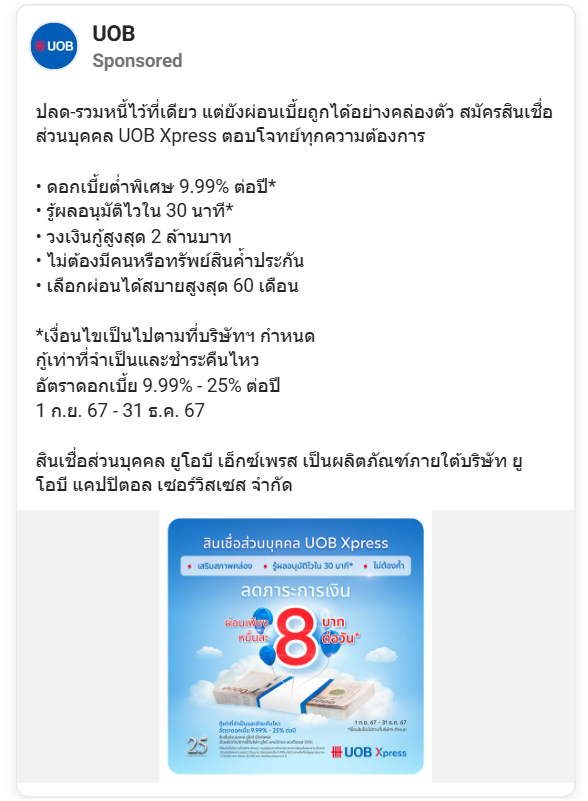 UOB
UOB
Sponsored
ปลด-รวมหนี้ไว้ที่เดียว แต่ยังผ่อนเบี้ยถูกได้อย่างคล่องตัว สมัครสินเชื่อ
ส่วนบุคคล UOB Xpress ตอบโจทย์ทุกความต้องการ
• ดอกเบี้ยต่ำพิเศษ 9.99% ต่อปี*
• รู้ผลอนุมัติไวใน 30 นาที*
• วงเงินกู้สูงสุด 2 ล้านบาท
• ไม่ต้องมีคนหรือทรัพย์สินค้ำประกัน
• เลือกผ่อนได้สบายสูงสุด 60 เดือน
*เงื่อนไขเป็นไปตามที่บริษัทฯ กำหนด
กู้เท่าที่จำเป็นและชำระคืนไหว
อัตราดอกเบี้ย 9.99% - 25% ต่อปี
1 ก.ย. 67 - 31 ธ.ค. 67
สินเชื่อส่วนบุคคล ยูโอบี เอ็กซ์เพรส เป็นผลิตภัณฑ์ภายใต้บริษัท ยู
โอบี แคปปิตอล เซอร์วิสเซส จำกัด
สินเชื่อส่วนบุคคล UOB Xpress
• เสริมสภาพคล่อง • รู้ผลอนุมัติไวใน 30 นาที* • ไม่ต้องค้ำ
ลดภาระการเงิน
ผ่อนเพียง
หมื่นละ
8
บาท
ต่อวัน*
กู้เท่าที่จำเป็นและชำระคืนไหว
อัตราดอกเบี้ย 9.99% - 25% ต่อปี
1 ก.ย. 67 - 31 ธ.ค. 67
25
UOB Xpress